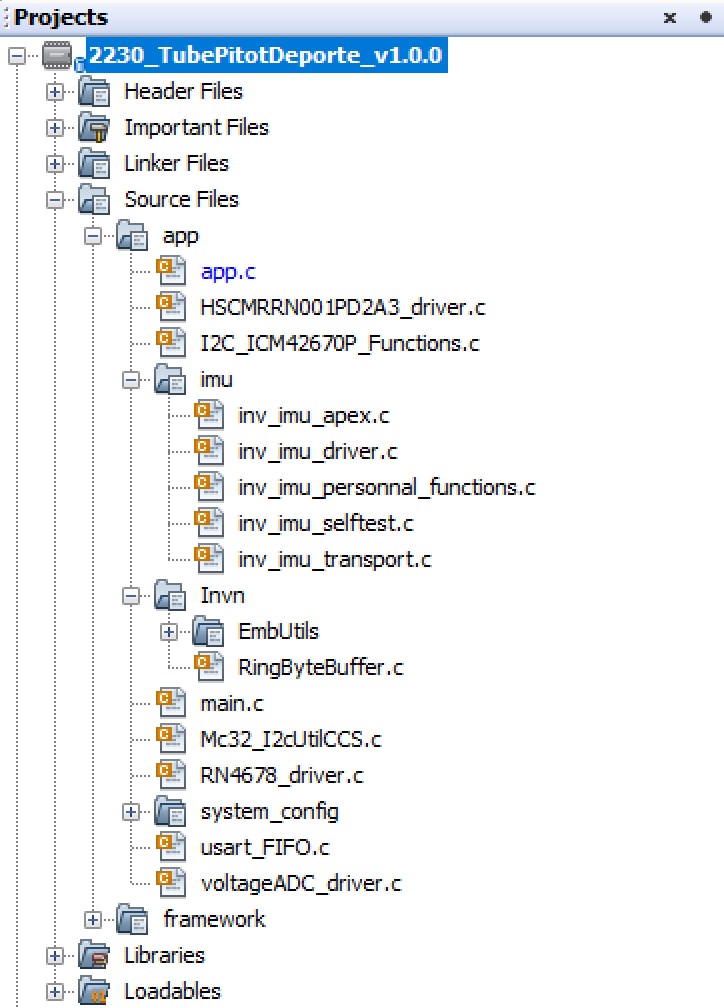 Projects
2230_TubePitotDeporte_v1.0.0
Header Files
Important Files
Linker Files
Source Files
app
app.c
HSCMRRN001PD2A3_driver.c
I2C_ICM42670P_Functions.c
imu
inv_imu_apex.c
inv_imu_driver.c
inv_imu_personnal_functions.c
inv_imu_selftest.c
inv_imu_transport.c
Invn
EmbUtils
RingByteBuffer.c
main.c
Mc32_I2cUtilCCS.c
RN4678_driver.c
system_config
usart_FIFO.c
voltageADC_driver.c
framework
Libraries
Loadables